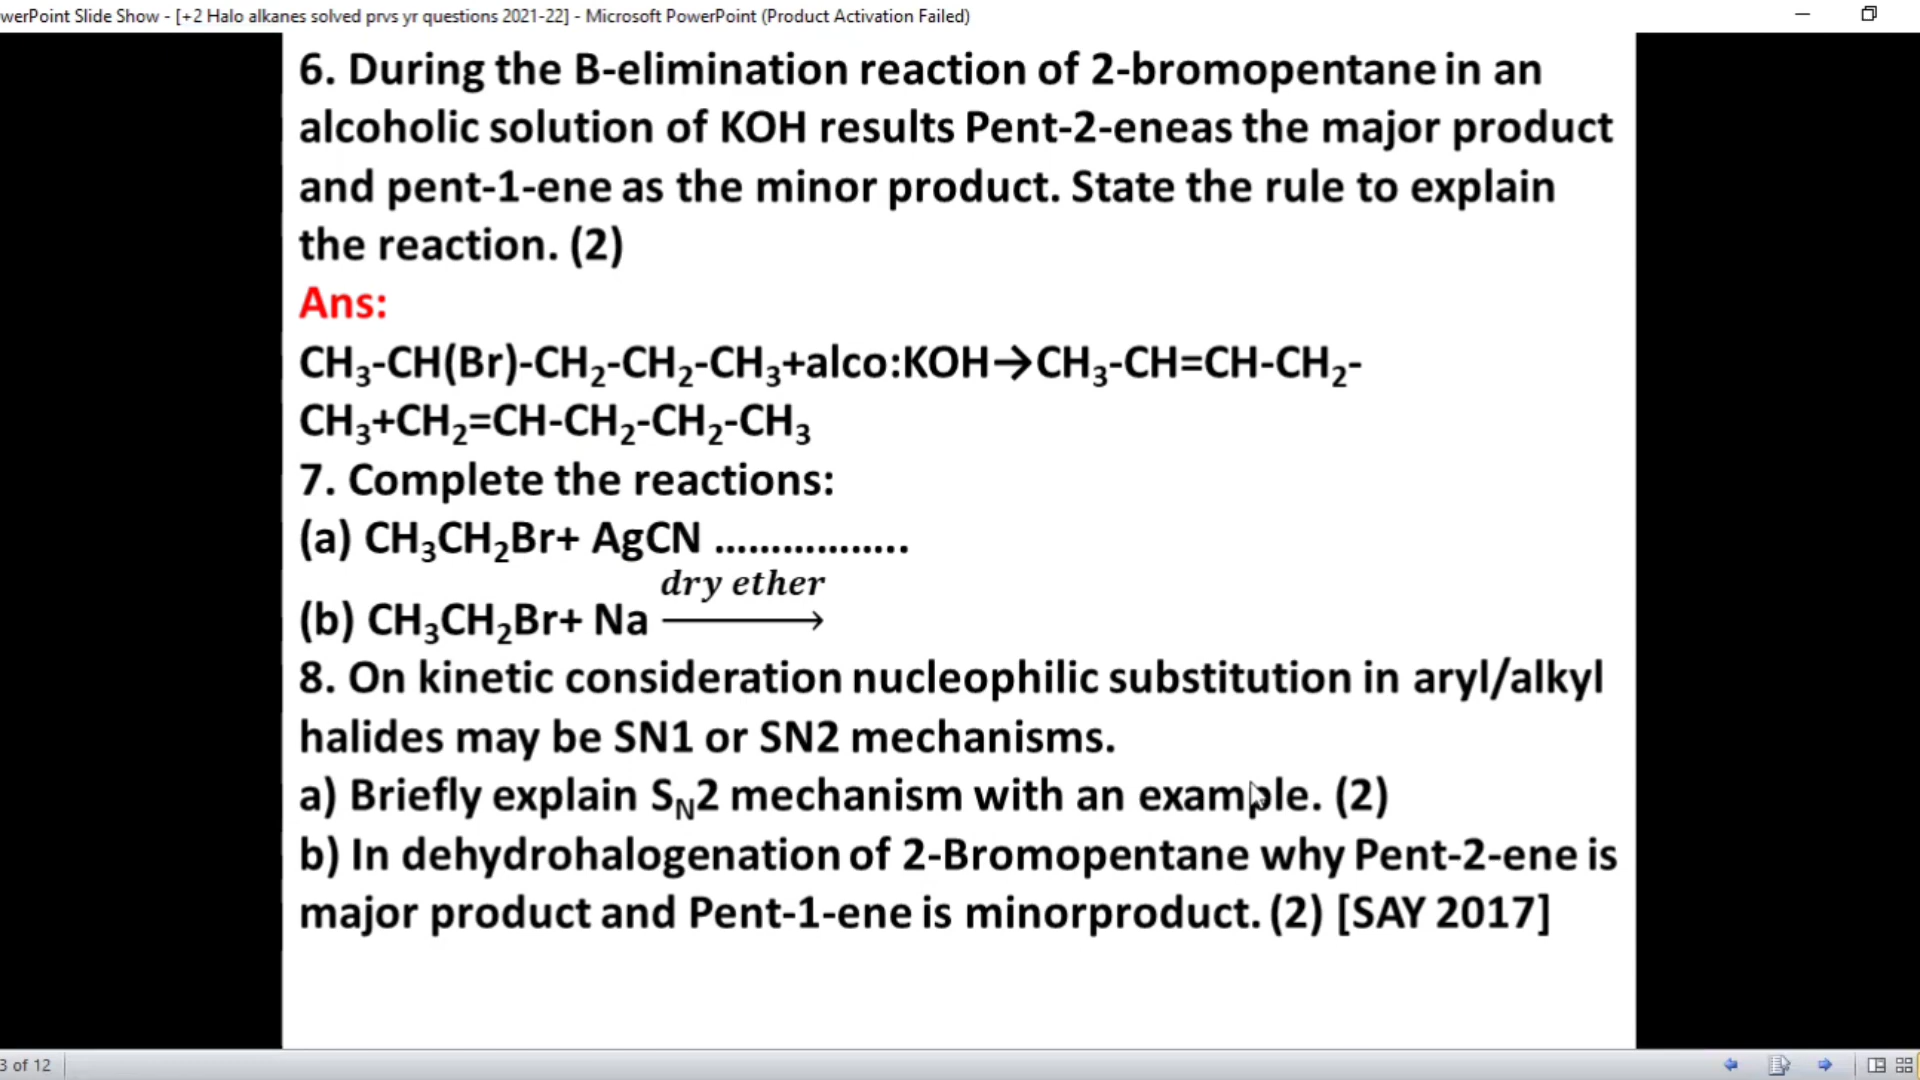 werPoint Slide Show - [+2 Halo alkanes solved prvs yr questions 2021-22] - Microsoft PowerPoint (Product Activation Failed)
6. During the B-elimination reaction of 2-bromopentane in an
alcoholic solution of KOH results Pent-2-eneas the major product
and pent-1-ene as the minor product. State the rule to explain
the reaction. (2)
Ans:
CH₃-CH(Br)-CH₂-CH₂-CH₃+alco:KOH→CH₃-CH=CH-CH₂-
CH₃+CH₂=CH-CH₂-CH₂-CH₃
7. Complete the reactions:
(a) CH₃CH₂Br+ AgCN .................
dry ether
(b) CH₃CH₂Br+ Na ⟶
8. On kinetic consideration nucleophilic substitution in aryl/alkyl
halides may be SN1 or SN2 mechanisms.
a) Briefly explain S_N2 mechanism with an example. (2)
b) In dehydrohalogenation of 2-Bromopentane why Pent-2-ene is
major product and Pent-1-ene is minorproduct. (2) [SAY 2017]
3 of 12